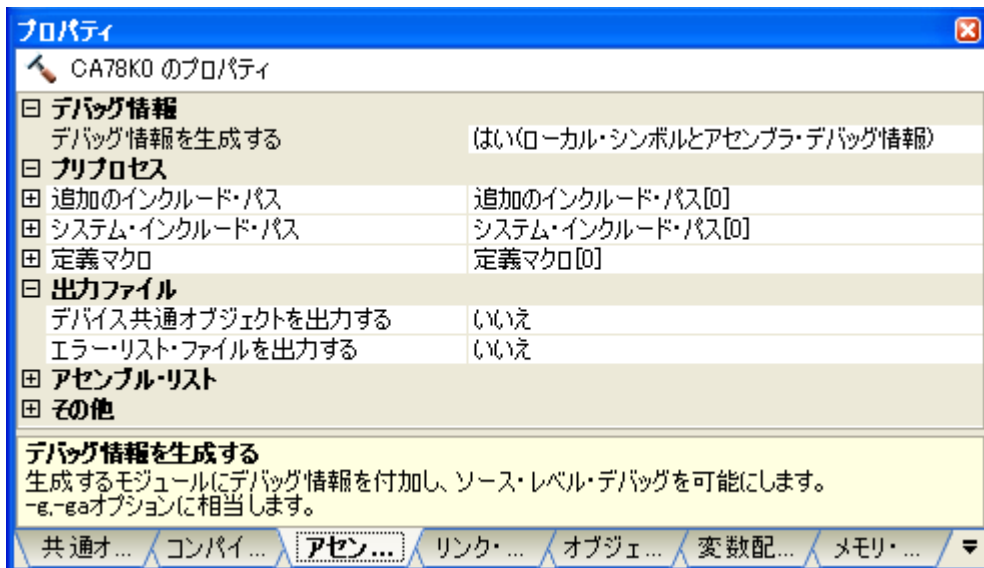 プロパティ
CA78K0 のプロパティ
デバッグ情報
デバッグ情報を生成する はい(ローカル・シンボルとアセンブラ・デバッグ情報)
プリプロセス
追加のインクルード・パス 追加のインクルード・パス[0]
システム・インクルード・パス システム・インクルード・パス[0]
定義マクロ 定義マクロ[0]
出力ファイル
デバイス共通オブジェクトを出力する いいえ
エラー・リスト・ファイルを出力する いいえ
アセンブル・リスト
その他
デバッグ情報を生成する
生成するモジュールにデバッグ情報を付加し、ソース・レベル・デバッグを可能にします。
-g,-gaオプションに相当します。
共通オ... コンパイ... アセン... リンク・... オブジェ... 変数配... メモリ・...